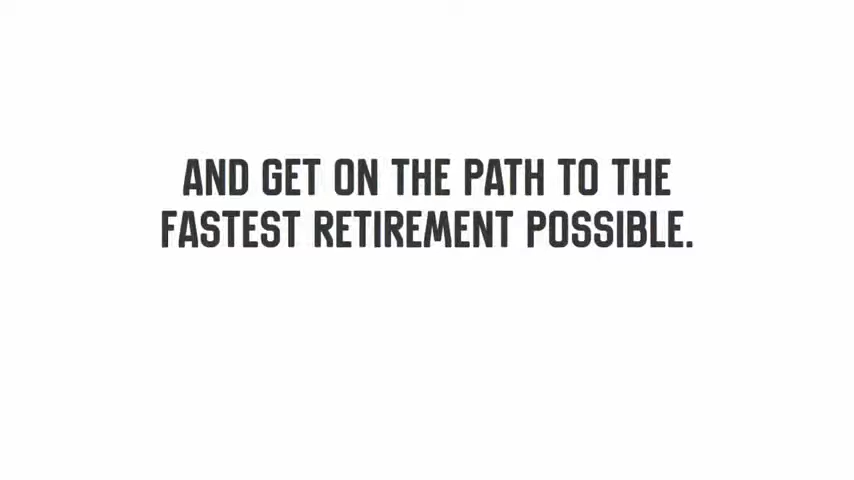 AND GET ON THE PATH TO THE
FASTEST RETIREMENT POSSIBLE.